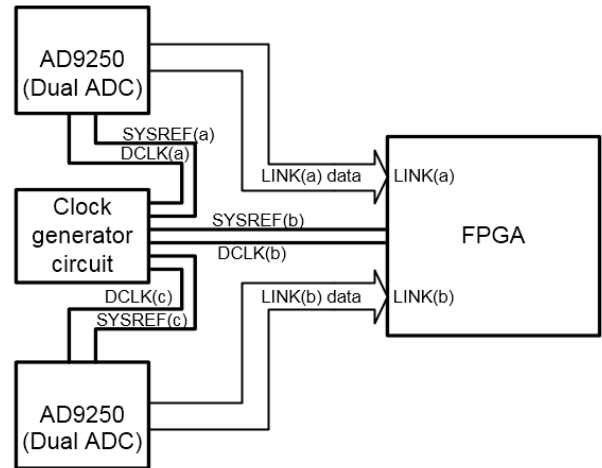 AD9250
(Dual ADC)
SYSREF(a)
DCLK(a)
LINK(a) data
LINK(a)
Clock
generator
circuit
SYSREF(b)
DCLK(b)
FPGA
DCLK(c)
SYSREF(c)
LINK(b) data
LINK(b)
AD9250
(Dual ADC)